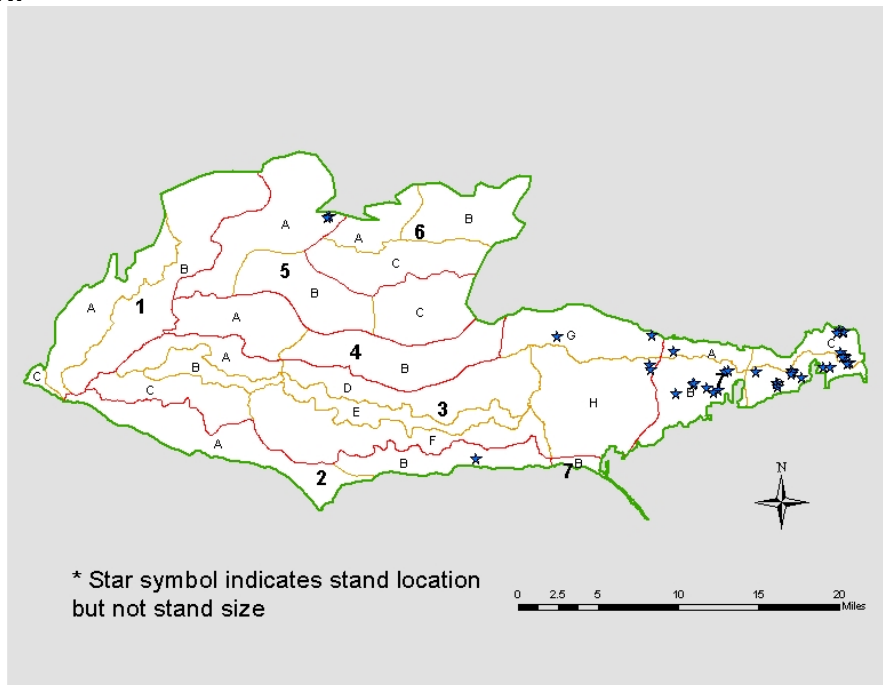 A
B
6
A
B
C
5
A
B
1
A
C
A
G
C
4
A
A
B
B
C
C
D
3
H
B
E
F
A
B
B
7
2
N
* Star symbol indicates stand location
but not stand size
0 2.5 5 10 15 20
Miles